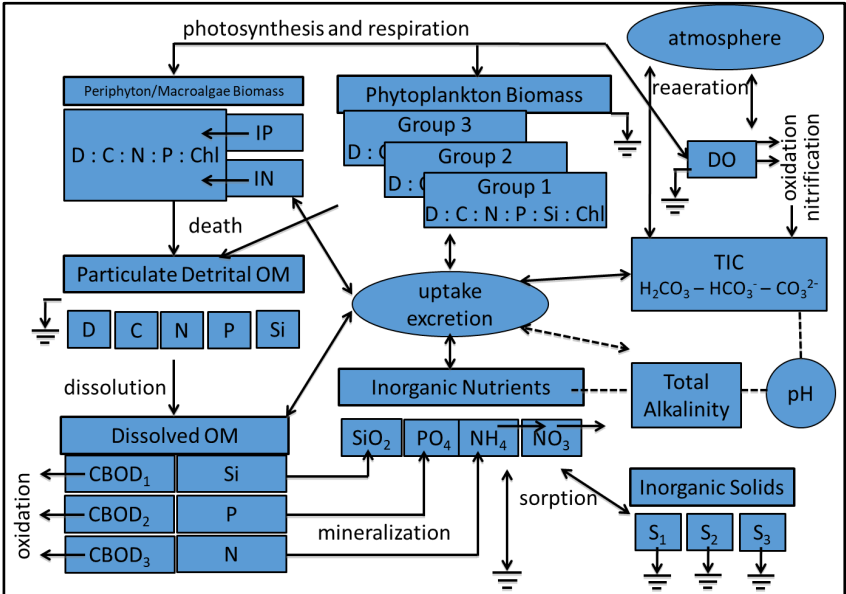 photosynthesis and respiration
atmosphere
reaeration
Periphyton/Macroalgae Biomass
D : C : N : P : Chl
IP
IN
Phytoplankton Biomass
Group 3
D : C
Group 2
D : C
Group 1
D : C : N : P : Si : Chl
DO
oxidation
nitrification
death
Particulate Detrital OM
D
C
N
P
Si
uptake
excretion
TIC
H₂CO₃ – HCO₃⁻ – CO₃²⁻
dissolution
Inorganic Nutrients
Total
Alkalinity
pH
Dissolved OM
SiO₂
PO₄
NH₄
NO₃
CBOD₁
Si
CBOD₂
P
CBOD₃
N
oxidation
mineralization
sorption
Inorganic Solids
S₁
S₂
S₃